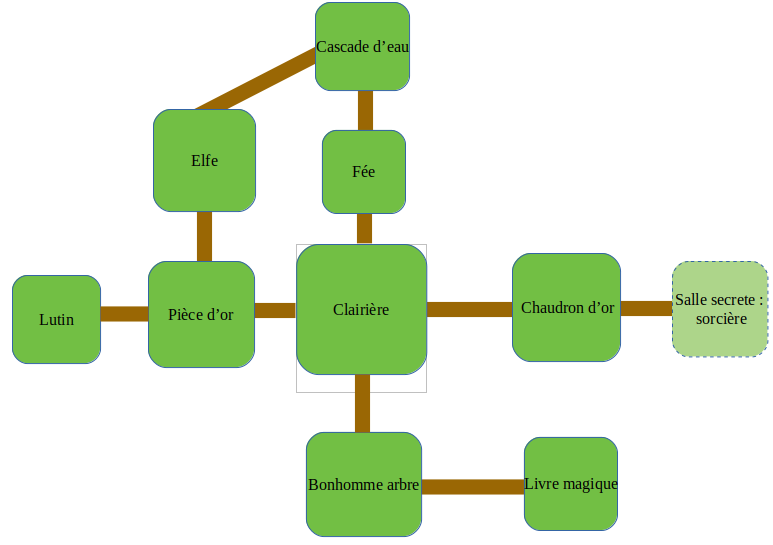 Cascade d’eau
Elfe
Fée
Lutin
Pièce d’or
Clairière
Chaudron d’or
Salle secrete :
sorcière
Bonhomme arbre
Livre magique